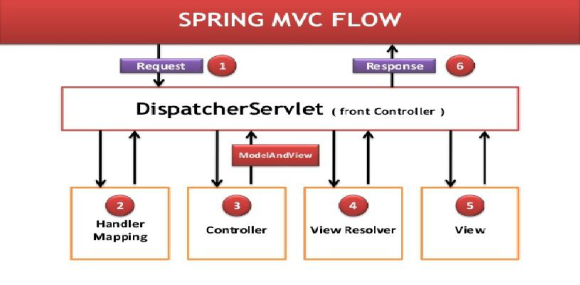 SPRING MVC FLOW
Request 1
Response 6
DispatcherServlet ( front Controller )
ModelAndView
2
Handler
Mapping
3
Controller
4
View Resolver
5
View